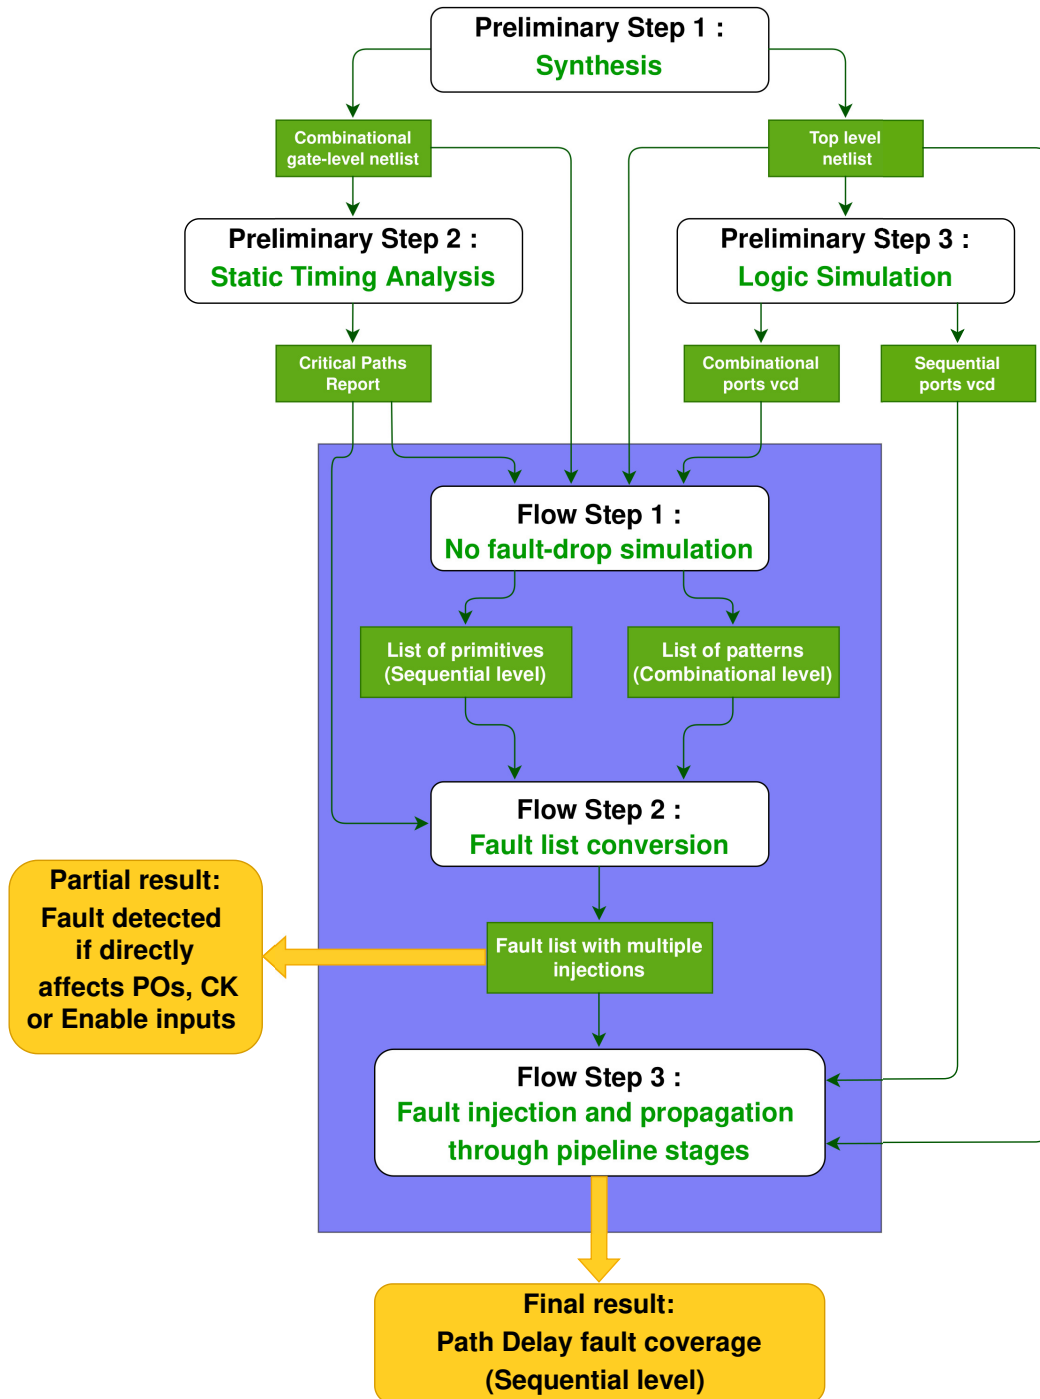 Preliminary Step 1 :
Synthesis
Combinational
gate-level netlist
Top level
netlist
Preliminary Step 2 :
Static Timing Analysis
Preliminary Step 3 :
Logic Simulation
Critical Paths
Report
Combinational
ports vcd
Sequential
ports vcd
Flow Step 1 :
No fault-drop simulation
List of primitives
(Sequential level)
List of patterns
(Combinational level)
Flow Step 2 :
Fault list conversion
Partial result:
Fault detected
if directly
affects POs, CK
or Enable inputs
Fault list with multiple
injections
Flow Step 3 :
Fault injection and propagation
through pipeline stages
Final result:
Path Delay fault coverage
(Sequential level)